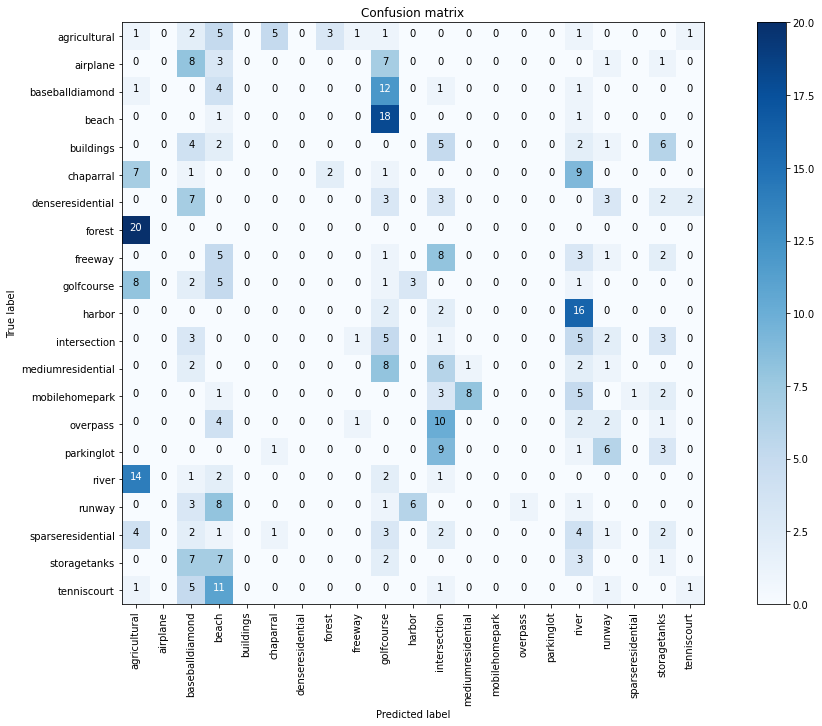 Confusion matrix
True label
agricultural 1 0 2 5 0 5 0 3 1 1 0 0 0 0 0 0 1 0 0 0 1
airplane 0 0 8 3 0 0 0 0 0 7 0 0 0 0 0 0 0 1 0 1 0
baseballdiamond 1 0 0 4 0 0 0 0 0 12 0 1 0 0 0 0 1 0 0 0 0
beach 0 0 0 1 0 0 0 0 0 18 0 0 0 0 0 0 1 0 0 0 0
buildings 0 0 4 2 0 0 0 0 0 0 0 5 0 0 0 0 2 1 0 6 0
chaparral 7 0 1 0 0 0 0 2 0 1 0 0 0 0 0 0 9 0 0 0 0
denseresidential 0 0 7 0 0 0 0 0 0 3 0 3 0 0 0 0 0 3 0 2 2
forest 20 0 0 0 0 0 0 0 0 0 0 0 0 0 0 0 0 0 0 0 0
freeway 0 0 0 5 0 0 0 0 0 1 0 8 0 0 0 0 3 1 0 2 0
golfcourse 8 0 2 5 0 0 0 0 0 1 3 0 0 0 0 0 1 0 0 0 0
harbor 0 0 0 0 0 0 0 0 0 2 0 2 0 0 0 0 16 0 0 0 0
intersection 0 0 3 0 0 0 0 0 1 5 0 1 0 0 0 0 5 2 0 3 0
mediumresidential 0 0 2 0 0 0 0 0 0 8 0 6 1 0 0 0 2 1 0 0 0
mobilehomepark 0 0 0 1 0 0 0 0 0 0 0 3 8 0 0 0 5 0 1 2 0
overpass 0 0 0 4 0 0 0 0 1 0 0 10 0 0 0 0 2 2 0 1 0
parkinglot 0 0 0 0 0 1 0 0 0 0 0 9 0 0 0 0 1 6 0 3 0
river 14 0 1 2 0 0 0 0 0 2 0 1 0 0 0 0 0 0 0 0 0
runway 0 0 3 8 0 0 0 0 0 1 6 0 0 0 1 0 1 0 0 0 0
sparseresidential 4 0 2 1 0 1 0 0 0 3 0 2 0 0 0 0 4 1 0 2 0
storagetanks 0 0 7 7 0 0 0 0 0 2 0 0 0 0 0 0 3 0 0 1 0
tenniscourt 1 0 5 11 0 0 0 0 0 0 0 1 0 0 0 0 0 1 0 0 1
agricultural
airplane
baseballdiamond
beach
buildings
chaparral
denseresidential
forest
freeway
golfcourse
harbor
intersection
mediumresidential
mobilehomepark
overpass
parkinglot
river
runway
sparseresidential
storagetanks
tenniscourt
Predicted label
20.0
17.5
15.0
12.5
10.0
7.5
5.0
2.5
0.0